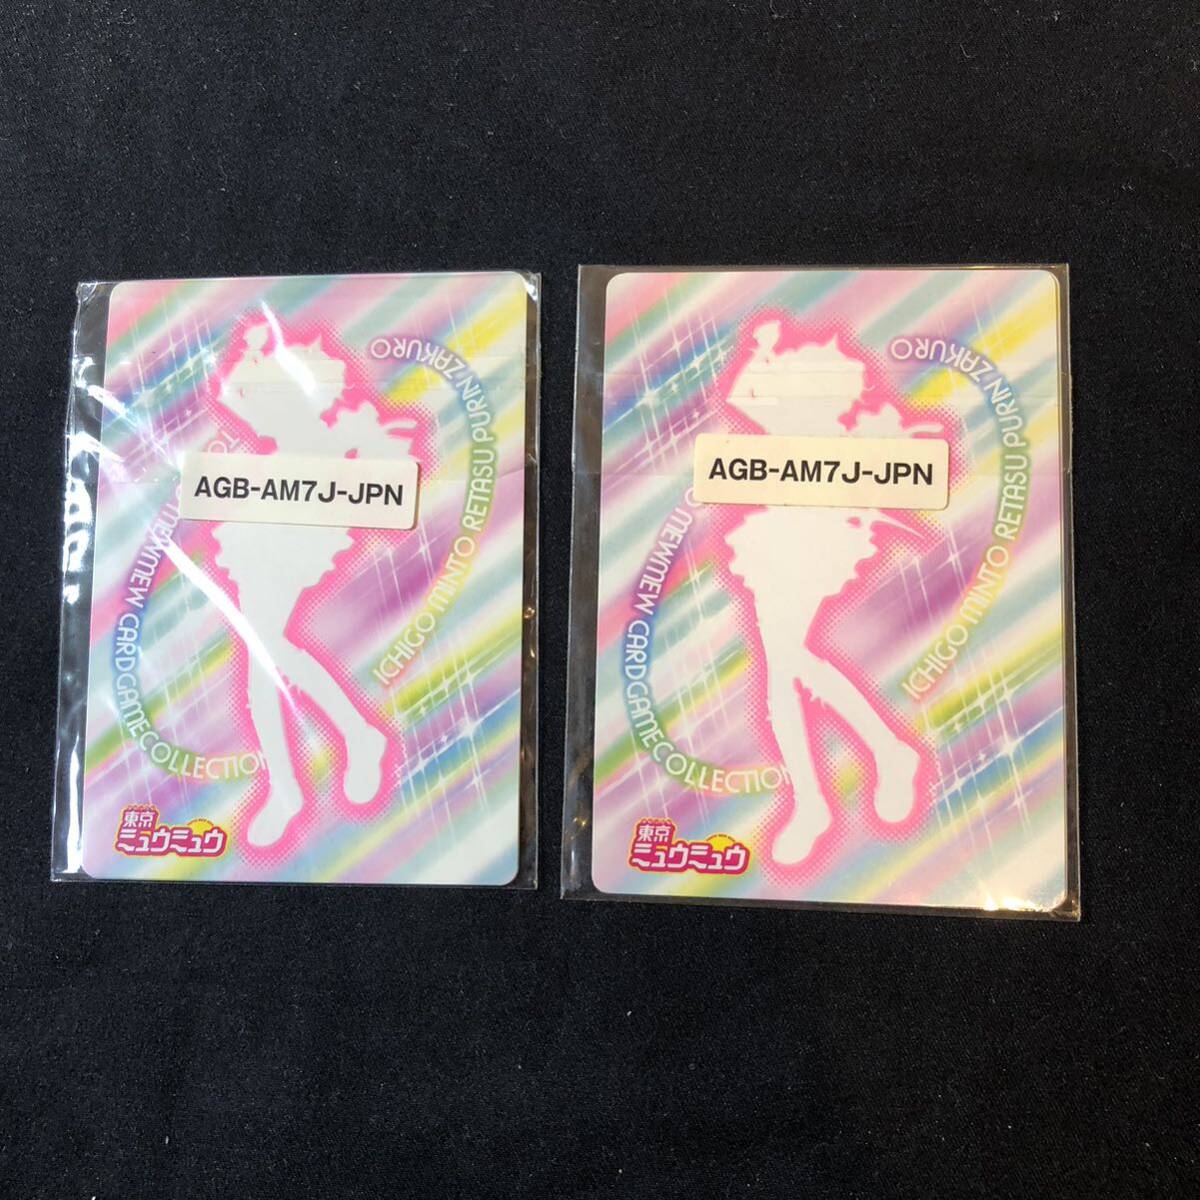 AGB-AM7J-JPN
ICHIGO MINTO RETASU PURIN ZAKURO
MEWMEW CARDGAMECOLLECTION
東京
ミュウミュウ
AGB-AM7J-JPN
ICHIGO MINTO RETASU PURIN ZAKURO
MEWMEW CARDGAMECOLLECTION
東京
ミュウミュウ